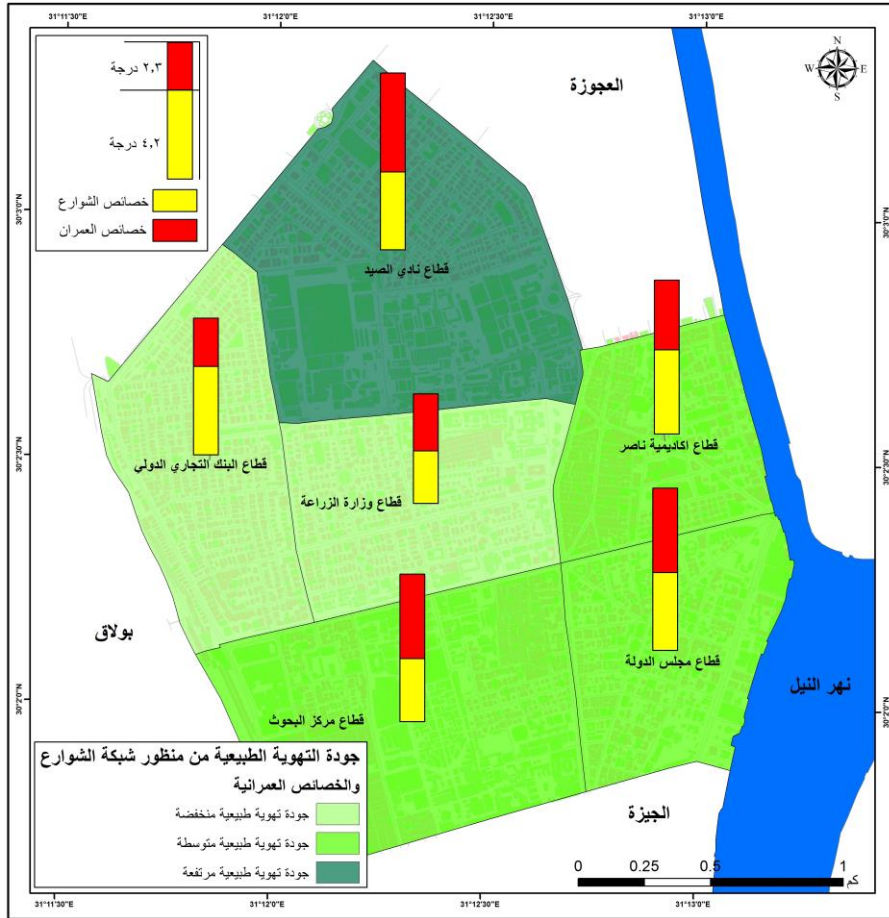 31°11'30"E 31°12'0"E 31°12'30"E 31°13'0"E
N
W E
S
٢,٣ درجة
٤,٢ درجة
خصائص الشوارع
خصائص العمران
العجوزة
30°3'0"N 30°3'0"N
قطاع نادي الصيد
قطاع اكاديمية ناصر
قطاع البنك التجاري الدولي
30°2'30"N 30°2'30"N
قطاع وزارة الزراعة
بولاق
قطاع مجلس الدولة
نهر النيل
30°2'0"N 30°2'0"N
قطاع مركز البحوث
جودة التهوية الطبيعية من منظور شبكة الشوارع
والخصائص العمرانية
جودة تهوية طبيعية منخفضة
جودة تهوية طبيعية متوسطة
جودة تهوية طبيعية مرتفعة
الجيزة
0 0.25 0.5 1
كم
31°11'30"E 31°12'0"E 31°12'30"E 31°13'0"E